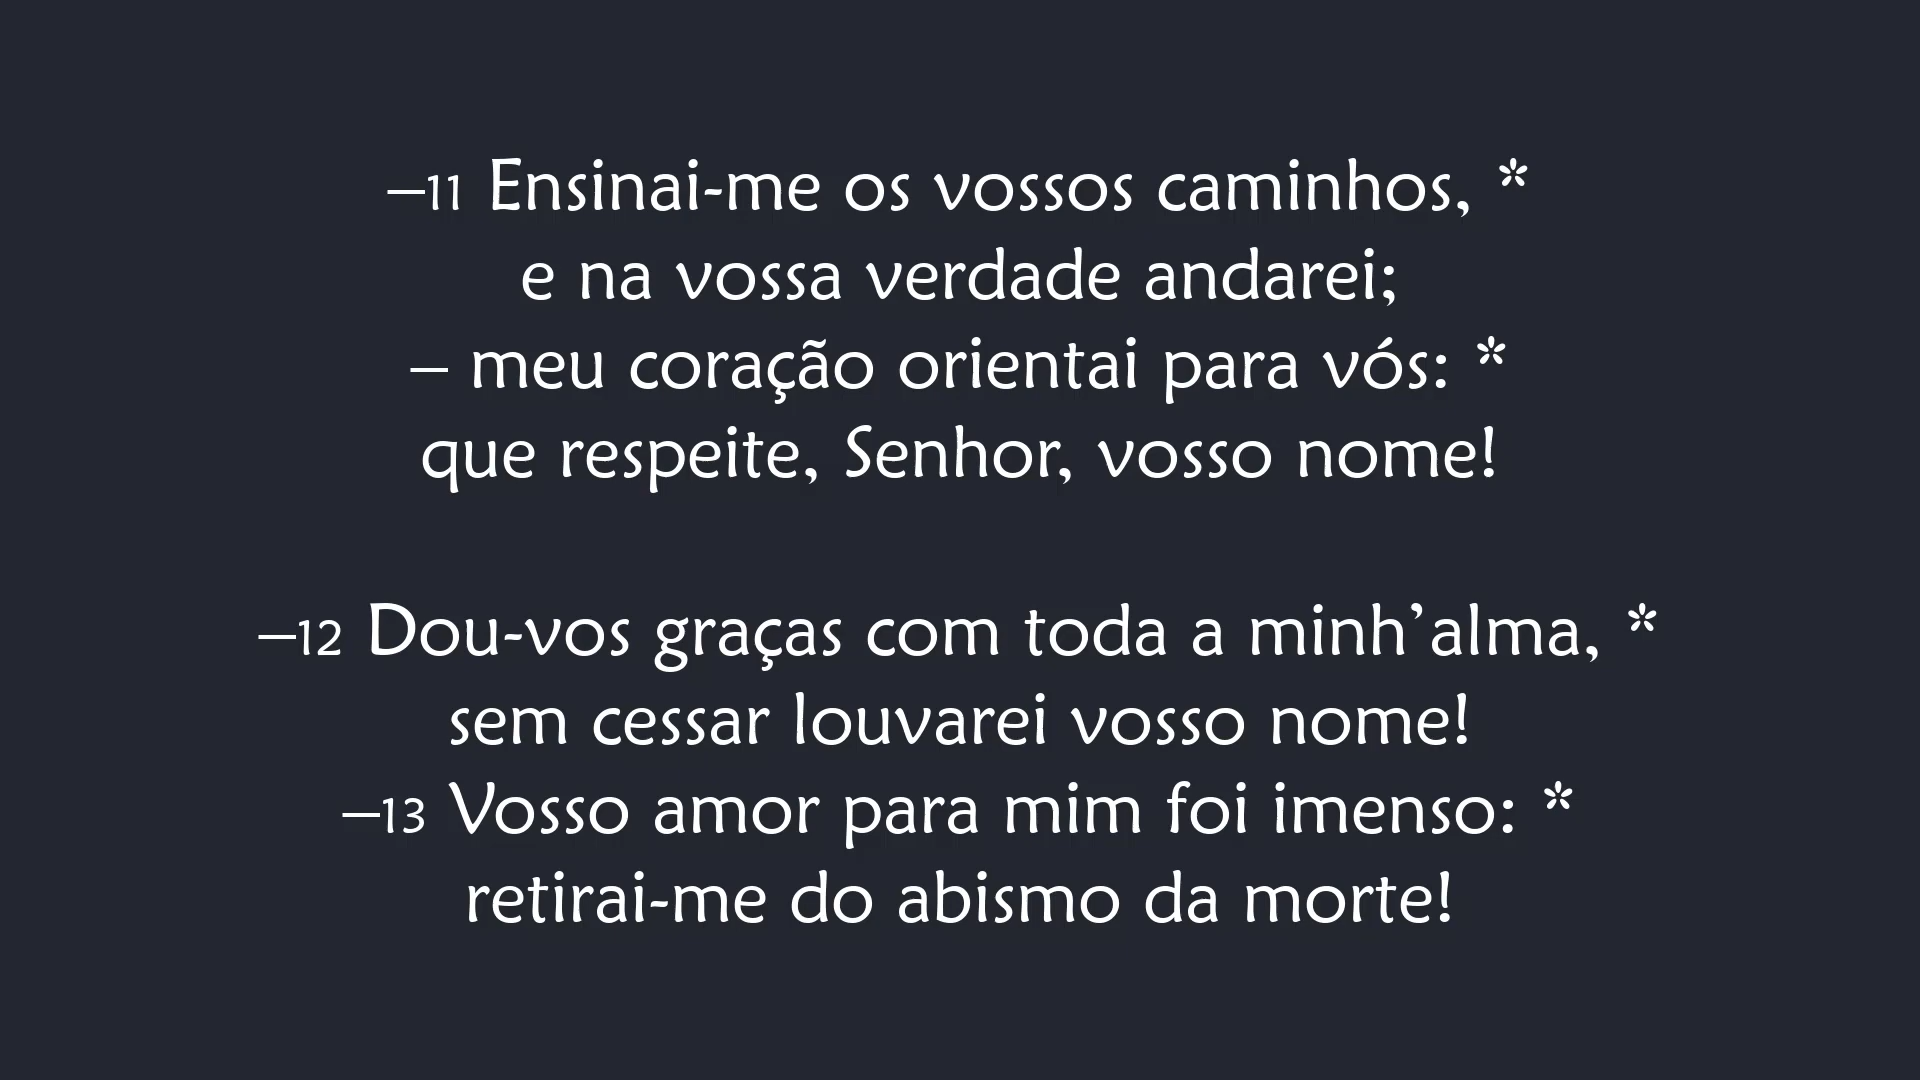 –11 Ensinai-me os vossos caminhos, *
e na vossa verdade andarei;
– meu coração orientai para vós: *
que respeite, Senhor, vosso nome!
–12 Dou-vos graças com toda a minh’alma, *
sem cessar louvarei vosso nome!
–13 Vosso amor para mim foi imenso: *
retirai-me do abismo da morte!